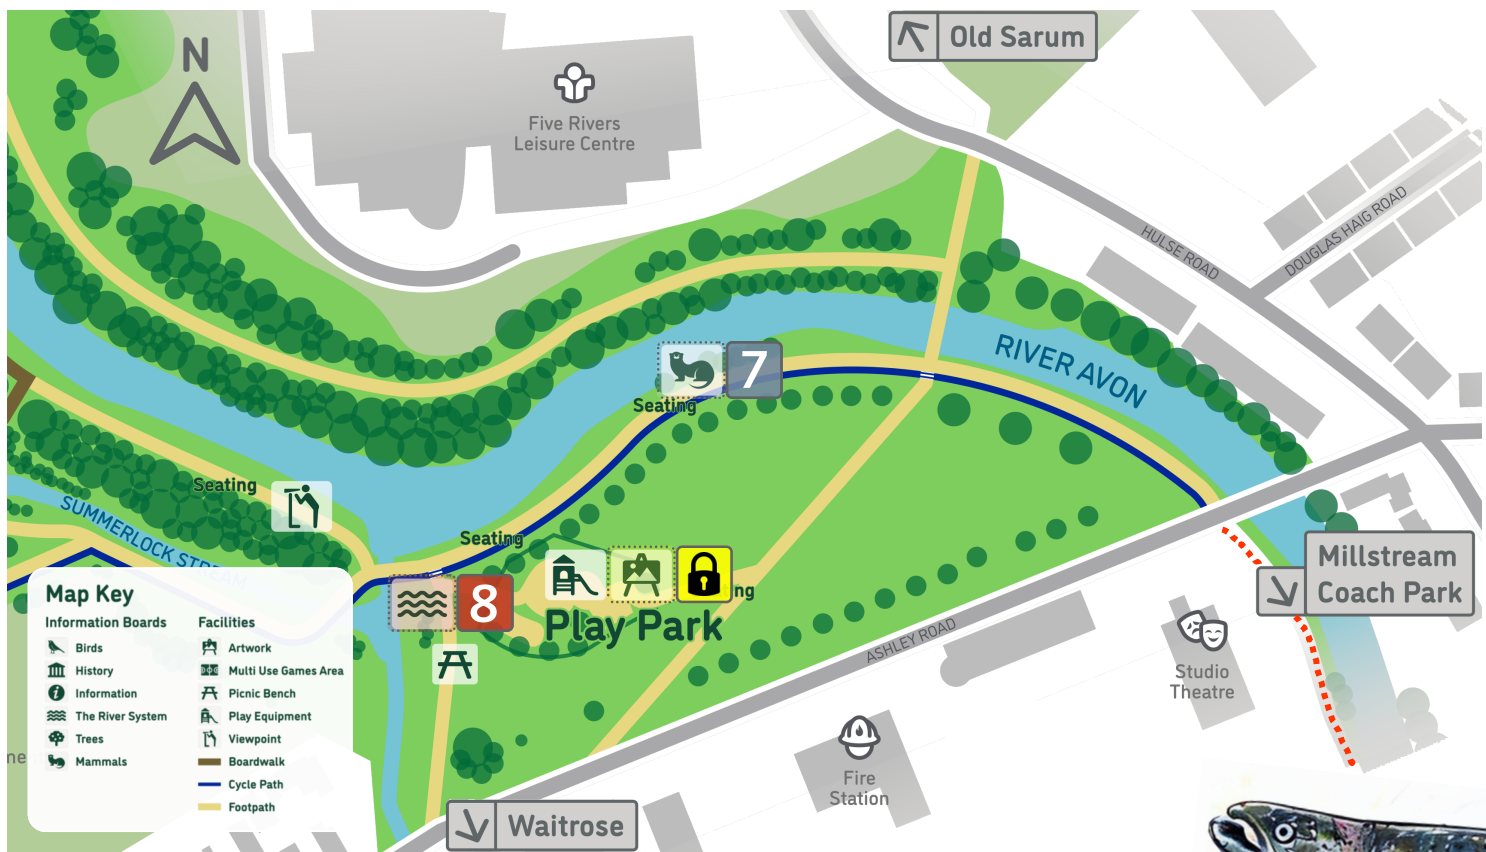 Old Sarum
N
Five Rivers
Leisure Centre
DOUGLAS HAIG ROAD
HULSE ROAD
RIVER AVON
7
Seating
Seating
SUMMERLOCK STREAM
Seating
8
ng
Play Park
Millstream
Coach Park
ASHLEY ROAD
Studio
Theatre
Fire
Station
Waitrose
ne
Map Key
Information Boards
Birds
History
Information
The River System
Trees
Mammals
Facilities
Artwork
Multi Use Games Area
Picnic Bench
Play Equipment
Viewpoint
Boardwalk
Cycle Path
Footpath